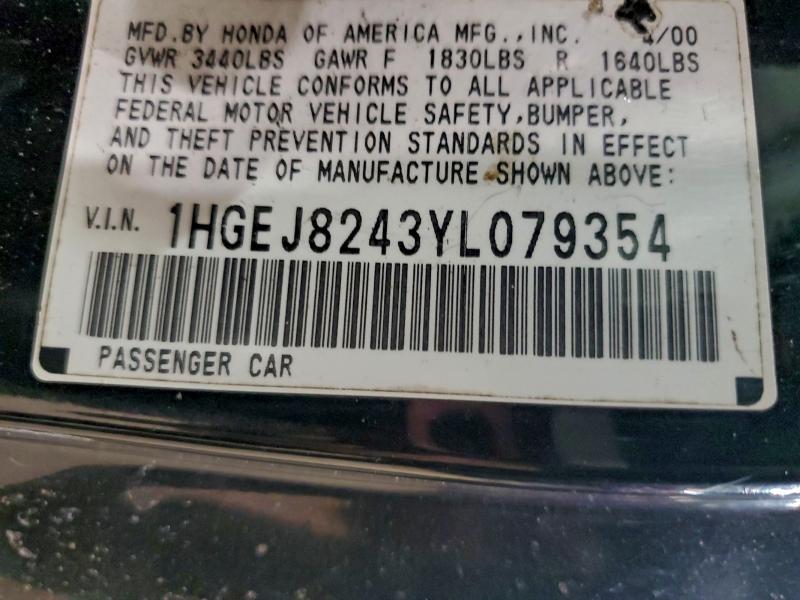 MFD.BY HONDA OF AMERICA MFG.,INC. 4/00
GVWR 3440LBS GAWR F 1830LBS R 1640LBS
THIS VEHICLE CONFORMS TO ALL APPLICABLE
FEDERAL MOTOR VEHICLE SAFETY,BUMPER,
AND THEFT PREVENTION STANDARDS IN EFFECT
ON THE DATE OF MANUFACTURE SHOWN ABOVE:
V.I.N. 1HGEJ8243YL079354
PASSENGER CAR